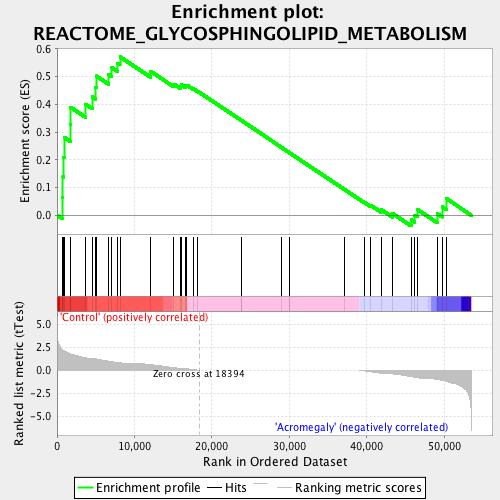 Enrichment plot:
REACTOME_GLYCOSPHINGOLIPID_METABOLISM
Enrichment score (ES)
0.6
0.5
0.4
0.3
0.2
0.1
0.0
'Control' (positively correlated)
Ranked list metric (tTest)
5.0
2.5
0.0
-2.5
-5.0
Zero cross at 18394
'Acromegaly' (negatively correlated)
0
10,000
20,000
30,000
40,000
50,000
Rank in Ordered Dataset
Enrichment profile
Hits
Ranking metric scores